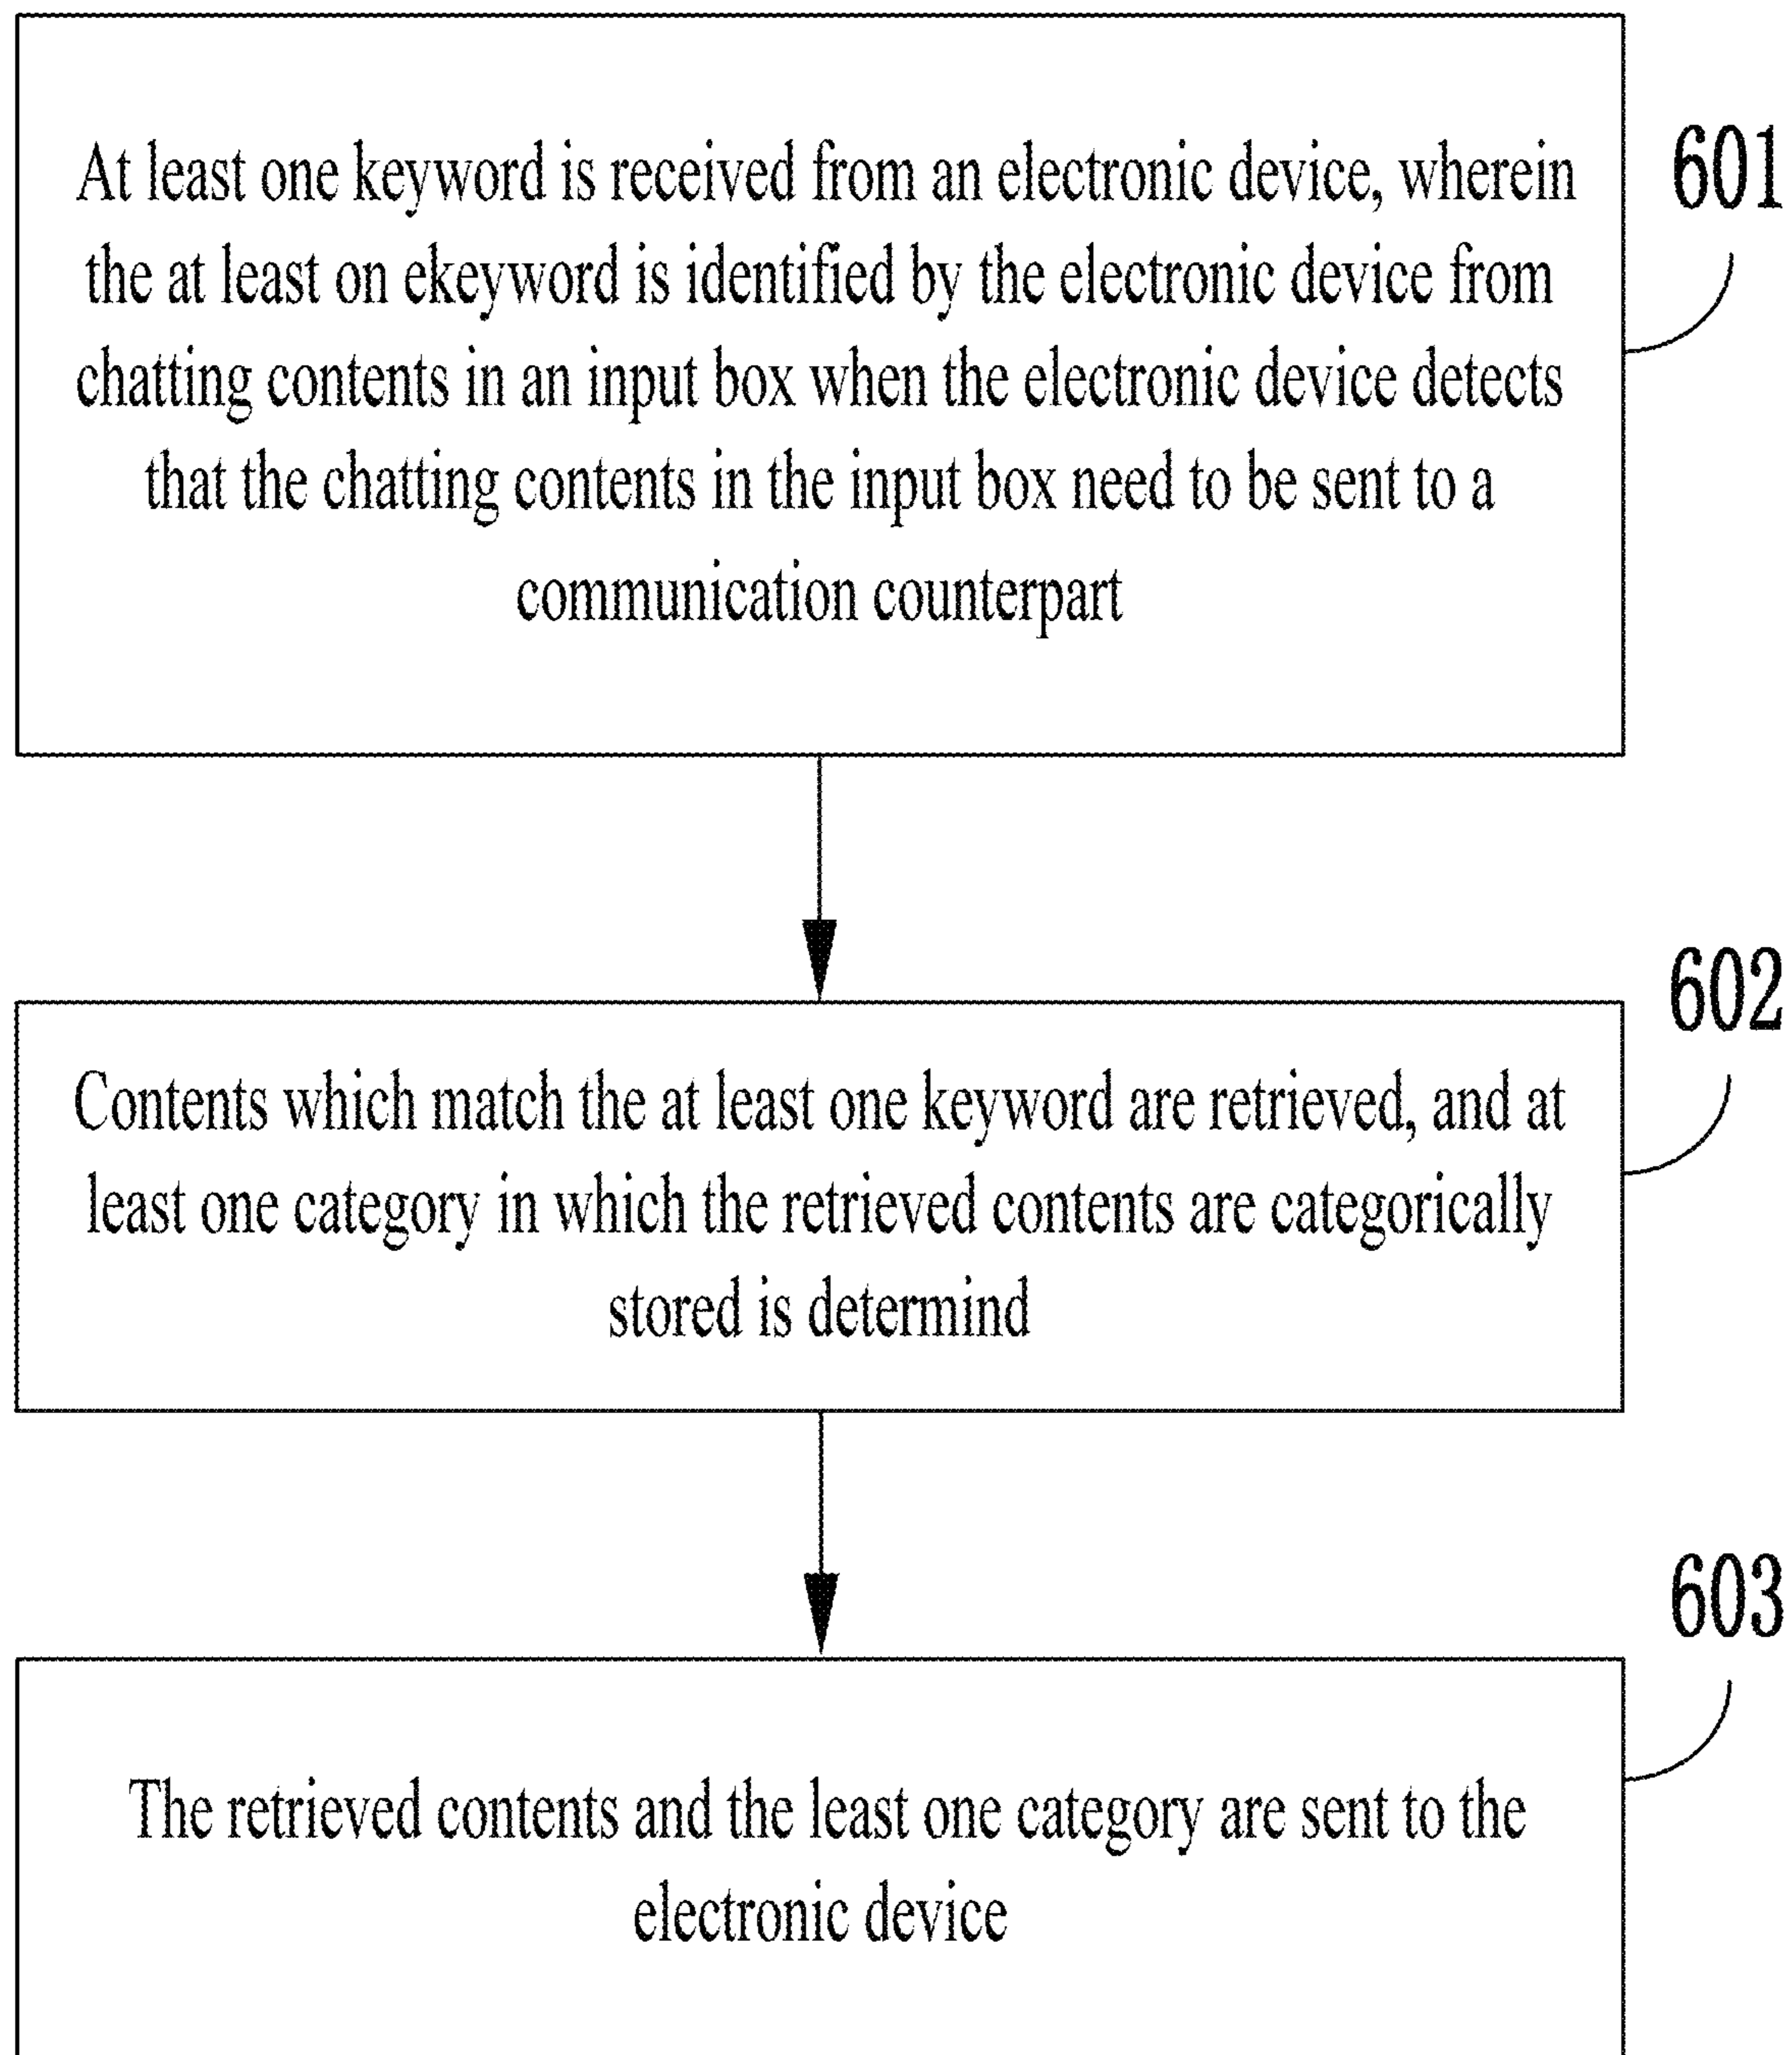 At least one keyword is received from an electronic device, wherein
the at least on ekeyword is identified by the electronic device from
chatting contents in an input box when the electronic device detects
that the chatting contents in the input box need to be sent to a
communication counterpart
601
Contents which match the at least one keyword are retrieved, and at
least one category in which the retrieved contents are categorically
stored is determind
602
The retrieved contents and the least one category are sent to the
electronic device
603